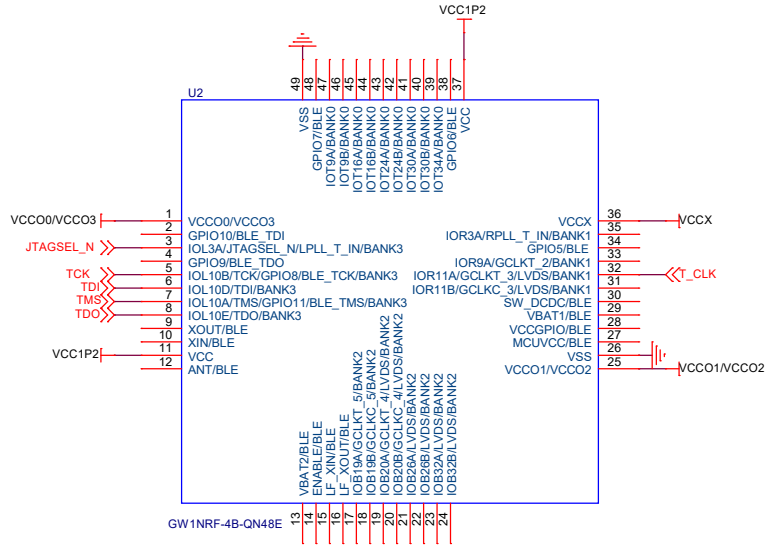 VCC1P2
49
48
47
46
45
44
43
42
41
40
39
38
37
U2
VSS
GPIO7/BLE
IOT9A/BANK0
IOT9B/BANK0
IOT16A/BANK0
IOT16B/BANK0
IOT24A/BANK0
IOT24B/BANK0
IOT30A/BANK0
IOT30B/BANK0
IOT34A/BANK0
GPIO6/BLE
VCC
VCCO0/VCCO3 1 VCCO0/VCCO3
2 GPIO10/BLE_TDI
JTAGSEL_N 3 IOL3A/JTAGSEL_N/LPLL_T_IN/BANK3
4 GPIO9/BLE_TDO
TCK 5 IOL10B/TCK/GPIO8/BLE_TCK/BANK3
TDI 6 IOL10D/TDI/BANK3
TMS 7 IOL10A/TMS/GPIO11/BLE_TMS/BANK3
TDO 8 IOL10E/TDO/BANK3
9 XOUT/BLE
10 XIN/BLE
VCC1P2 11 VCC
12 ANT/BLE
VCCX 36 VCCX
IOR3A/RPLL_T_IN/BANK1 35
GPIO5/BLE 34
IOR9A/GCLKT_2/BANK1 33
IOR11A/GCLKT_3/LVDS/BANK1 32 T_CLK
IOR11B/GCLKC_3/LVDS/BANK1 31
SW_DCDC/BLE 30
VBAT1/BLE 29
VCCGPIO/BLE 28
MCUVCC/BLE 27
VSS 26
VCCO1/VCCO2 25 VCCO1/VCCO2
VBAT2/BLE
ENABLE/BLE
LF_XIN/BLE
LF_XOUT/BLE
IOB19A/GCLKT_5/BANK2
IOB19B/GCLKC_5/BANK2
IOB20A/GCLKT_4/LVDS/BANK2
IOB20B/GCLKC_4/LVDS/BANK2
IOB26A/LVDS/BANK2
IOB26B/LVDS/BANK2
IOB32A/LVDS/BANK2
IOB32B/LVDS/BANK2
GW1NRF-4B-QN48E
13
14
15
16
17
18
19
20
21
22
23
24